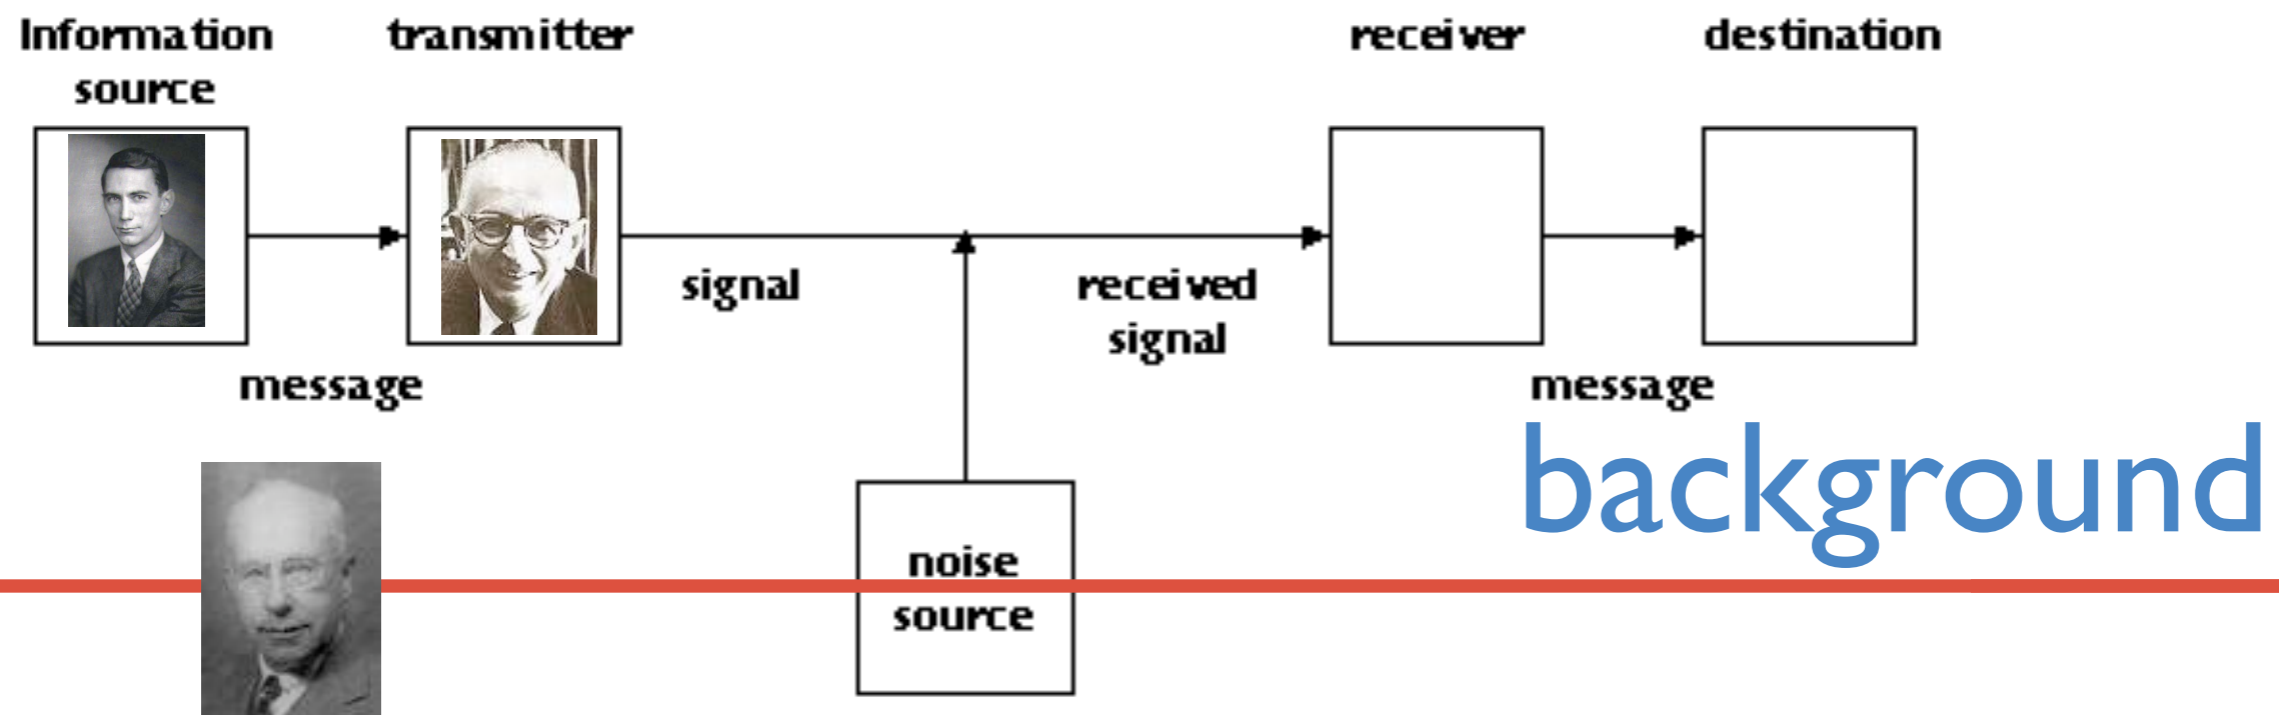 Information
source
transmitter
receiver
destination
signal
received
signal
message
message
background
noise
source